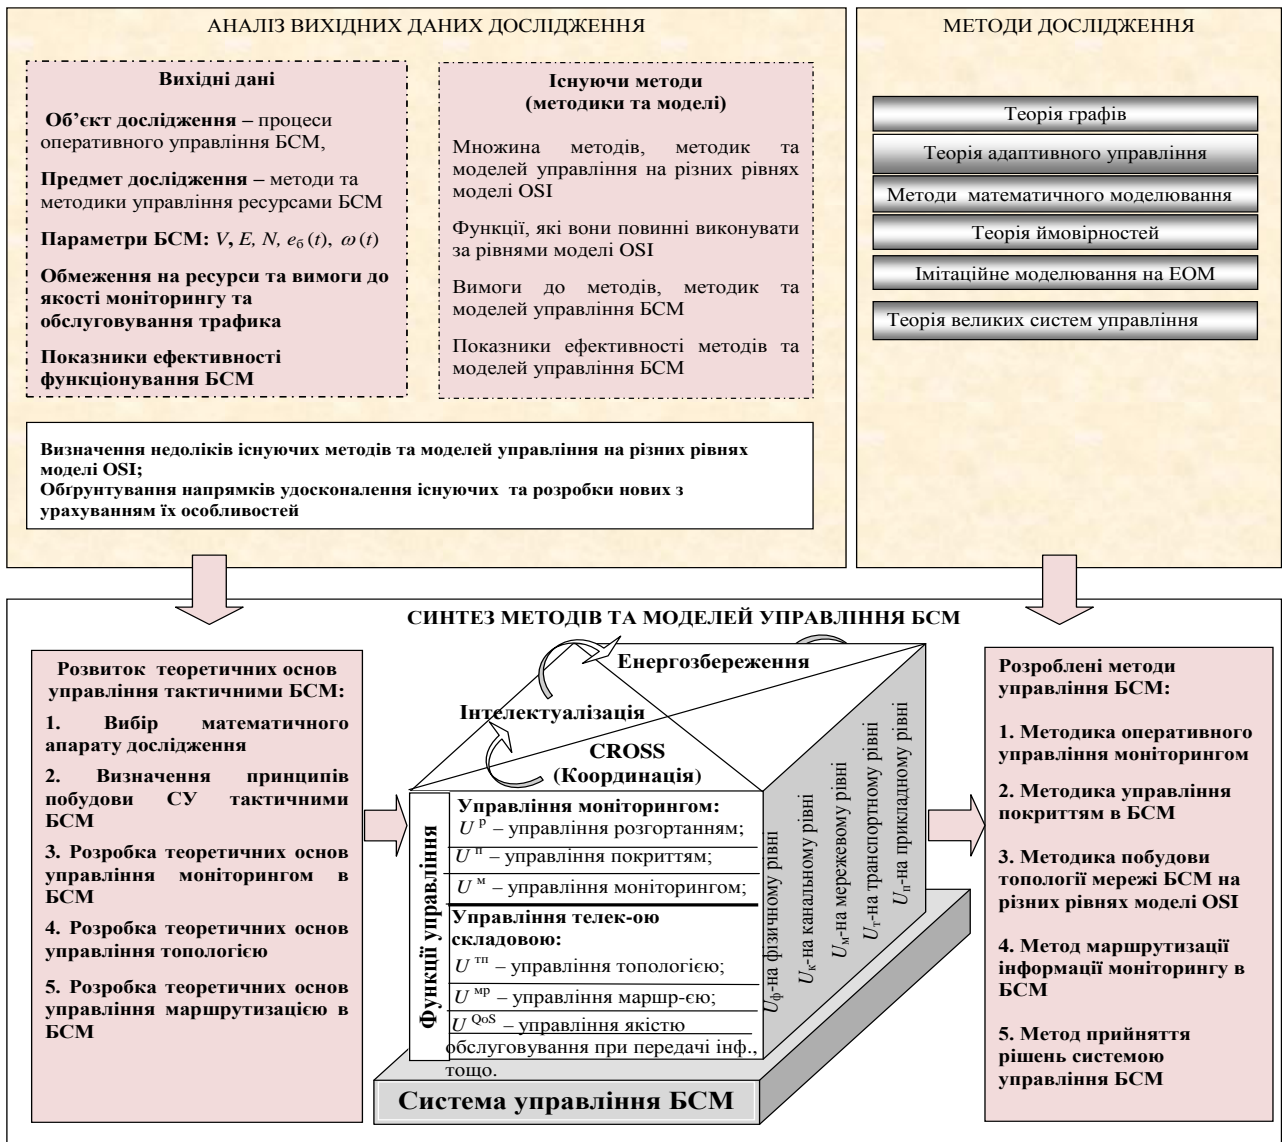 АНАЛІЗ ВИХІДНИХ ДАНИХ ДОСЛІДЖЕННЯ
Вихідні дані
Об’єкт дослідження – процеси
оперативного управління БСМ,
Предмет дослідження – методи та
методики управління ресурсами БСМ
Параметри БСМ: V, E, N, eб (t), ω (t)
Обмеження на ресурси та вимоги до
якості моніторингу та
обслуговування трафика
Показники ефективності
функціонування БСМ
Існуючи методи
(методики та моделі)
Множина методів, методик та
моделей управління на різних рівнях
моделі OSI
Функції, які вони повинні виконувати
за рівнями моделі OSI
Вимоги до методів, методик та
моделей управління БСМ
Показники ефективності методів та
моделей управління БСМ
Визначення недоліків існуючих методів та моделей управління на різних рівнях
моделі OSI;
Обґрунтування напрямків удосконалення існуючих та розробки нових з
урахуванням їх особливостей
МЕТОДИ ДОСЛІДЖЕННЯ
Теорія графів
Теорія адаптивного управління
Методи математичного моделювання
Теорія ймовірностей
Імітаційне моделювання на ЕОМ
Теорія великих систем управління
СИНТЕЗ МЕТОДІВ ТА МОДЕЛЕЙ УПРАВЛІННЯ БСМ
Розвиток теоретичних основ
управління тактичними БСМ:
1. Вибір математичного
апарату дослідження
2. Визначення принципів
побудови СУ тактичними
БСМ
3. Розробка теоретичних основ
управління моніторингом в
БСМ
4. Розробка теоретичних основ
управління топологією
5. Розробка теоретичних основ
управління маршрутизацією в
БСМ
Енергозбереження
Інтелектуалізація
CROSS
(Координація)
Функції управління
Управління моніторингом:
U р – управління розгортанням;
U п – управління покриттям;
U м – управління моніторингом;
Управління телек-ою
складовою:
U тп – управління топологією;
U мр – управління маршр-єю;
U QoS – управління якістю
обслуговування при передачі інф.,
тощо.
Uф-на фізичному рівні
Uк-на канальному рівні
Uм-на мережевому рівні
Uт-на транспортному рівні
Uп-на прикладному рівні
Система управління БСМ
Розроблені методи
управління БСМ:
1. Методика оперативного
управління моніторингом
2. Методика управління
покриттям в БСМ
3. Методика побудови
топології мережі БСМ на
різних рівнях моделі OSI
4. Метод маршрутизації
інформації моніторингу в
БСМ
5. Метод прийняття
рішень системою
управління БСМ